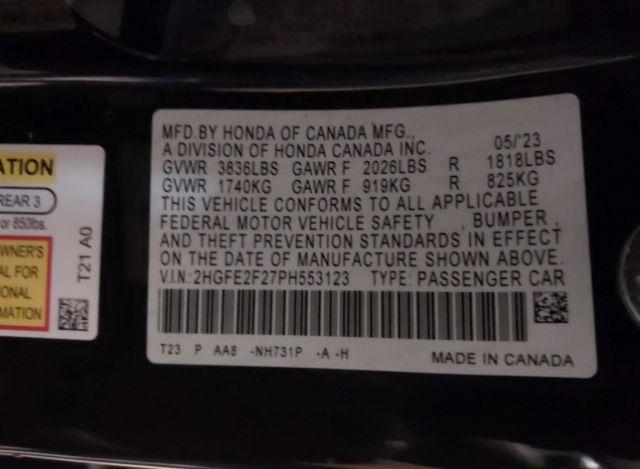 ATION
REAR 3
or 850lbs.
OWNER'S
AL FOR
IONAL
MATION
T21 A0
MFD.BY HONDA OF CANADA MFG.,
A DIVISION OF HONDA CANADA INC. 05/'23
GVWR 3836LBS GAWR F 2026LBS R 1818LBS
GVWR 1740KG GAWR F 919KG R 825KG
THIS VEHICLE CONFORMS TO ALL APPLICABLE
FEDERAL MOTOR VEHICLE SAFETY , BUMPER ,
AND THEFT PREVENTION STANDARDS IN EFFECT
ON THE DATE OF MANUFACTURE SHOWN ABOVE.
V.I.N.:2HGFE2F27PH553123 TYPE: PASSENGER CAR
T23 P AA8 -NH731P -A -H
MADE IN CANADA